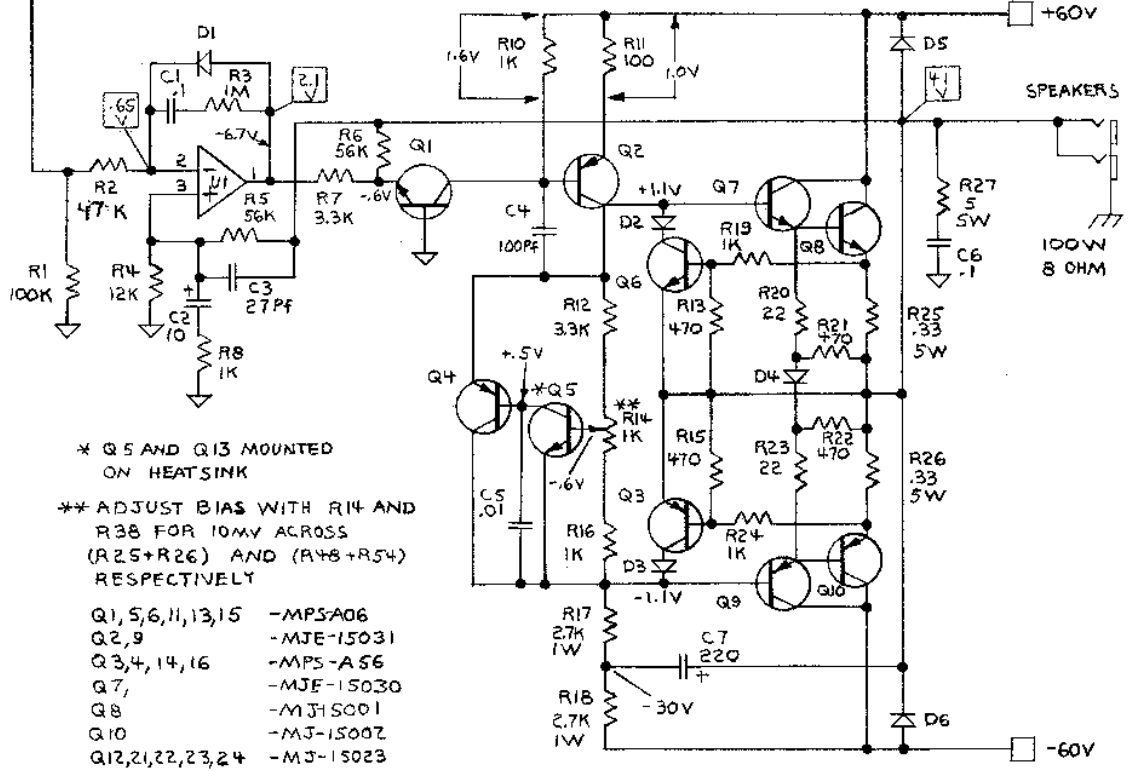 +60V
D1
R10
1K
1.6V
R11
100
1.0V
D5
C1
.1
R3
1M
2.1
V
4.1
V
SPEAKERS
.65
V
-6.7V
R6
56K
Q1
Q2
2
3
1
U1
R2
47K
R5
56K
R7
3.3K
-.6V
+1.1V
Q7
D2
R27
5
5W
C4
100Pf
R19
1K
Q8
100W
8 OHM
C6
.1
R1
100K
R4
12K
C3
27Pf
C2
10
Q6
R13
470
R20
22
R12
3.3K
R21
470
R25
.33
5W
R8
1K
+.5V
Q4
*Q5
D4
**
R14
1K
R15
470
R23
22
R22
470
R26
.33
5W
* Q5 AND Q13 MOUNTED
ON HEATSINK
-.6V
Q3
C5
.01
** ADJUST BIAS WITH R14 AND
R38 FOR 10MV ACROSS
(R25+R26) AND (R48+R54)
RESPECTIVELY
R16
1K
R24
1K
D3
-1.1V
Q9
Q10
Q1,5,6,11,13,15 -MPS-A06
Q2,9 -MJE-15031
Q3,4,14,16 -MPS-A56
Q7, -MJE-15030
Q8 -MJ15001
Q10 -MJ-15002
Q12,21,22,23,24 -MJ-15023
R17
2.7K
1W
C7
220
+
R18
2.7K
1W
-30V
D6
-60V